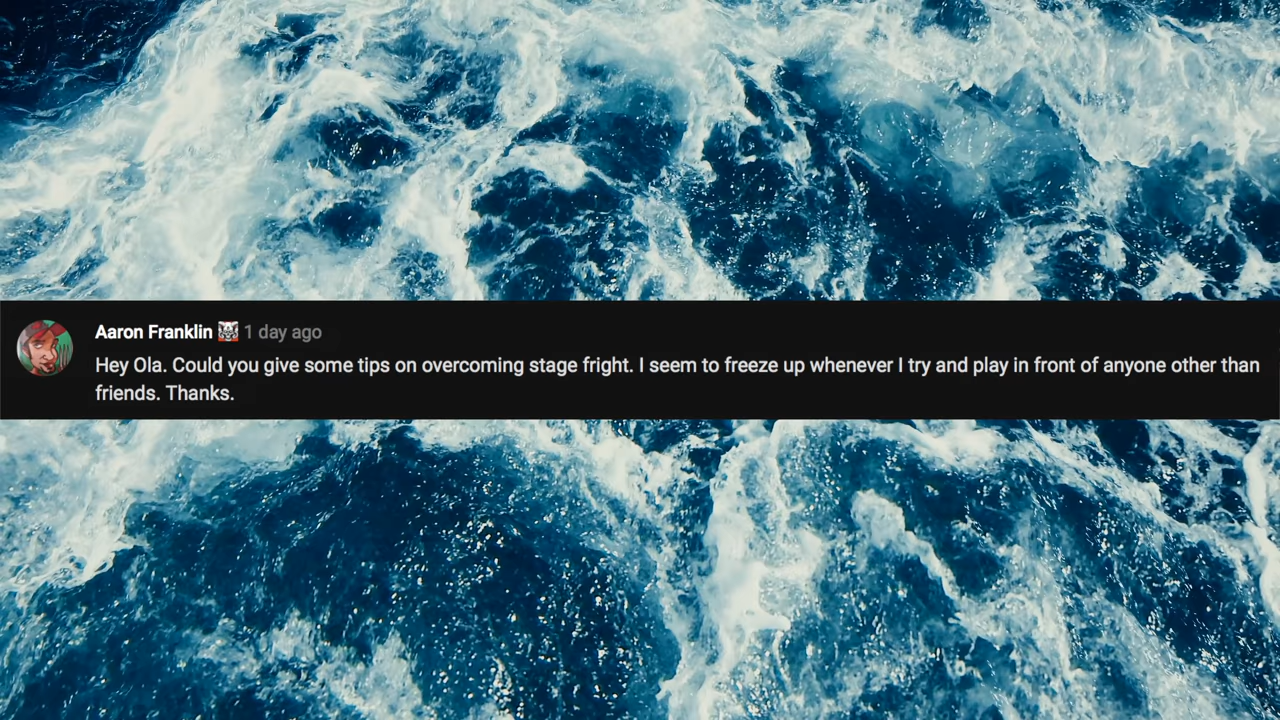 Aaron Franklin 1 day ago
Hey Ola. Could you give some tips on overcoming stage fright. I seem to freeze up whenever I try and play in front of anyone other than
friends. Thanks.